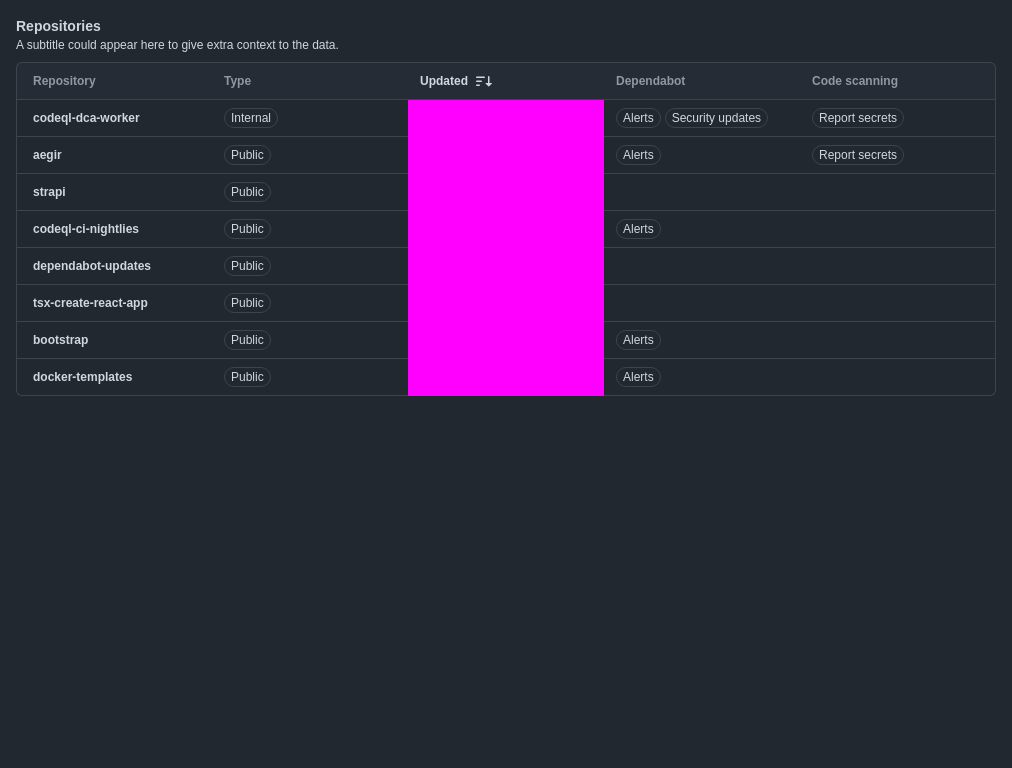 Repositories
A subtitle could appear here to give extra context to the data.
Repository Type Updated Dependabot Code scanning
codeql-dca-worker Internal Alerts Security updates Report secrets
aegir Public Alerts Report secrets
strapi Public
codeql-ci-nightlies Public Alerts
dependabot-updates Public
tsx-create-react-app Public
bootstrap Public Alerts
docker-templates Public Alerts